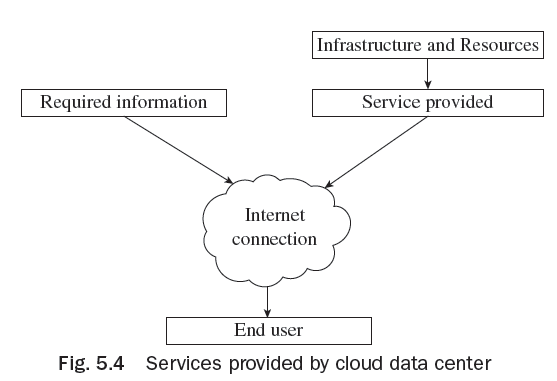 Infrastructure and Resources
Required information
Service provided
Internet
connection
End user
Fig. 5.4 Services provided by cloud data center